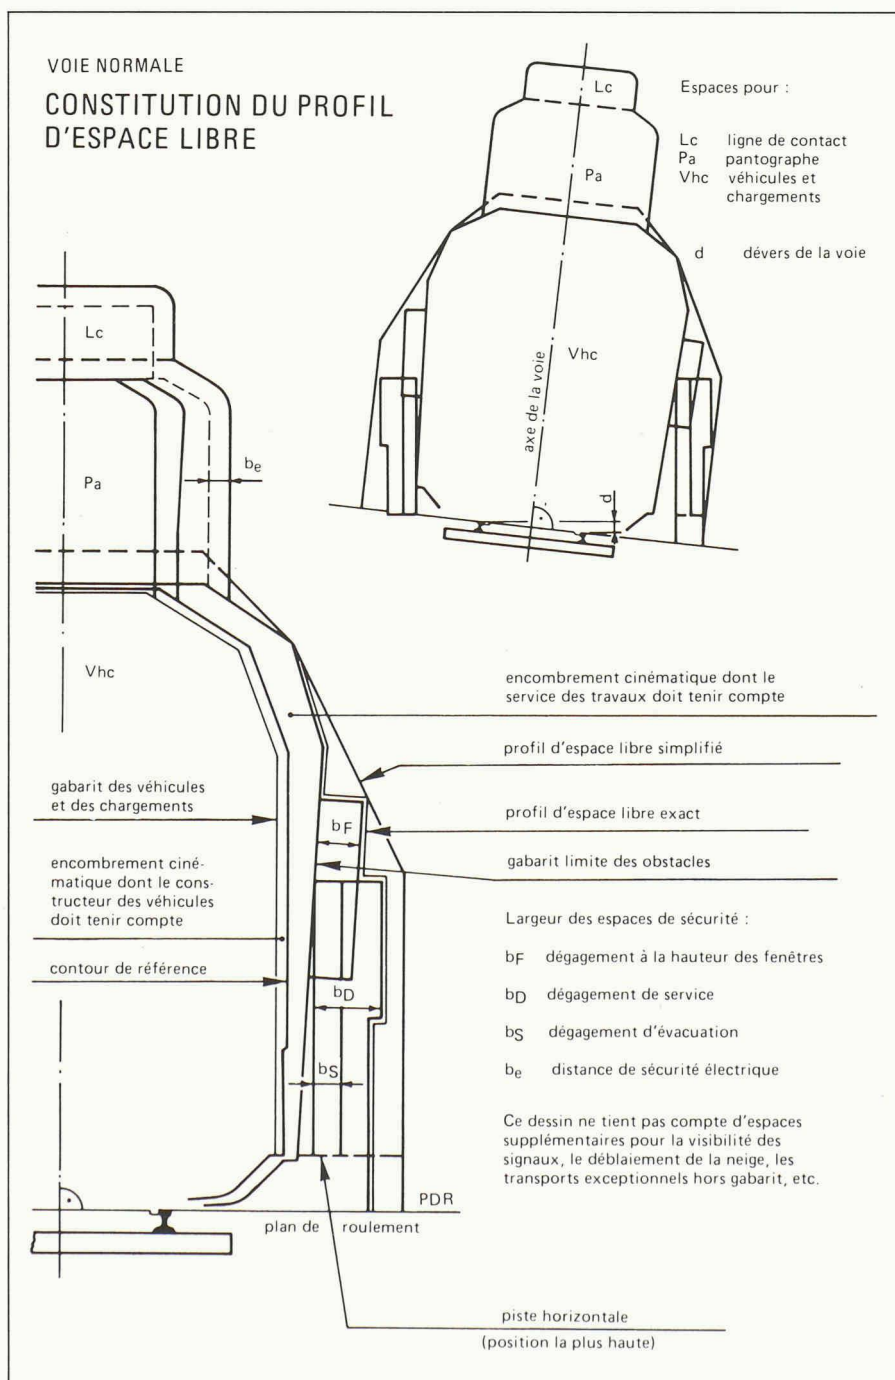 VOIE NORMALE
CONSTITUTION DU PROFIL
D'ESPACE LIBRE
Espaces pour :
Lc ligne de contact
Pa pantographe
Vhc véhicules et
chargements
d dévers de la voie
Lc
Pa
Vhc
axe de la voie
d
Lc
be
Pa
Vhc
encombrement cinématique dont le
service des travaux doit tenir compte
profil d'espace libre simplifié
gabarit des véhicules
et des chargements
profil d'espace libre exact
bF
gabarit limite des obstacles
encombrement ciné-
matique dont le cons-
tructeur des véhicules
doit tenir compte
contour de référence
bD
bS
Largeur des espaces de sécurité :
bF dégagement à la hauteur des fenêtres
bD dégagement de service
bS dégagement d'évacuation
be distance de sécurité électrique
Ce dessin ne tient pas compte d'espaces
supplémentaires pour la visibilité des
signaux, le déblaiement de la neige, les
transports exceptionnels hors gabarit, etc.
PDR
plan de roulement
piste horizontale
(position la plus haute)